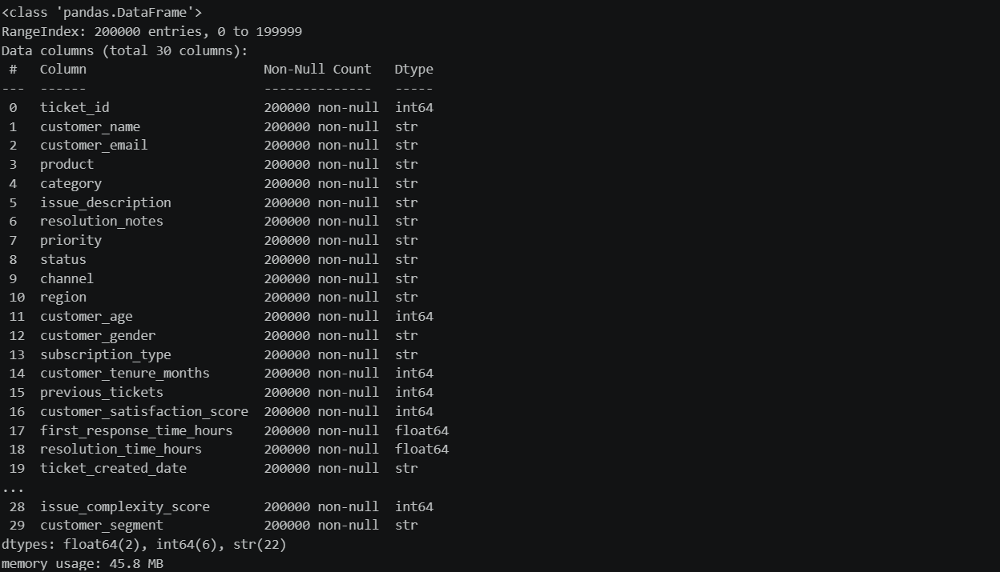 <class 'pandas.DataFrame'>
RangeIndex: 200000 entries, 0 to 199999
Data columns (total 30 columns):
 #   Column                       Non-Null Count   Dtype
---  ------                       --------------   -----
 0   ticket_id                    200000 non-null  int64
 1   customer_name                200000 non-null  str
 2   customer_email               200000 non-null  str
 3   product                      200000 non-null  str
 4   category                     200000 non-null  str
 5   issue_description            200000 non-null  str
 6   resolution_notes             200000 non-null  str
 7   priority                     200000 non-null  str
 8   status                       200000 non-null  str
 9   channel                      200000 non-null  str
 10  region                       200000 non-null  str
 11  customer_age                 200000 non-null  int64
 12  customer_gender              200000 non-null  str
 13  subscription_type            200000 non-null  str
 14  customer_tenure_months       200000 non-null  int64
 15  previous_tickets             200000 non-null  int64
 16  customer_satisfaction_score  200000 non-null  int64
 17  first_response_time_hours    200000 non-null  float64
 18  resolution_time_hours        200000 non-null  float64
 19  ticket_created_date          200000 non-null  str
...
 28  issue_complexity_score       200000 non-null  int64
 29  customer_segment             200000 non-null  str
dtypes: float64(2), int64(6), str(22)
memory usage: 45.8 MB